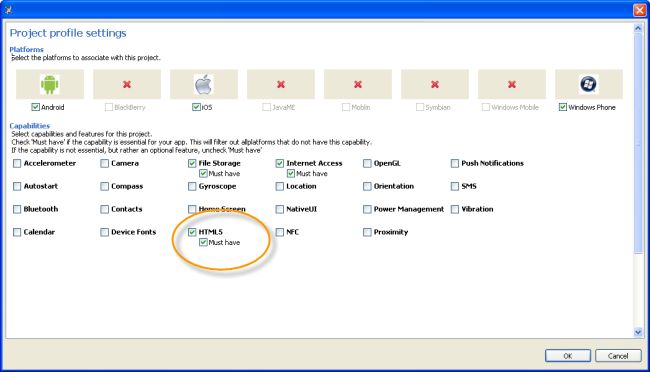 Project profile settings
Platforms
Select the platforms to associate with this project.
Android BlackBerry iOS JavaME Moblin Symbian Windows Mobile Windows Phone
Capabilities
Select capabilities and features for this project.
Check 'Must have' if the capability is essential for your app. This will filter out allplatforms that do not have this capability.
If the capability is not essential, but rather an optional feature, uncheck 'Must have'
Accelerometer Camera File Storage Internet Access OpenGL Push Notifications
Must have Must have
Autostart Compass Gyroscope Location Orientation SMS
Bluetooth Contacts Home Screen NativeUI Power Management Vibration
Calendar Device Fonts HTML5 NFC Proximity
Must have
OK Cancel